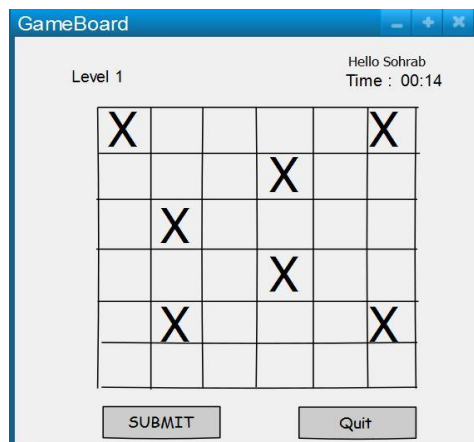 GameBoard
Hello Sohrab
Level 1
Time : 00:14
X X
X
X
X
X X
SUBMIT Quit